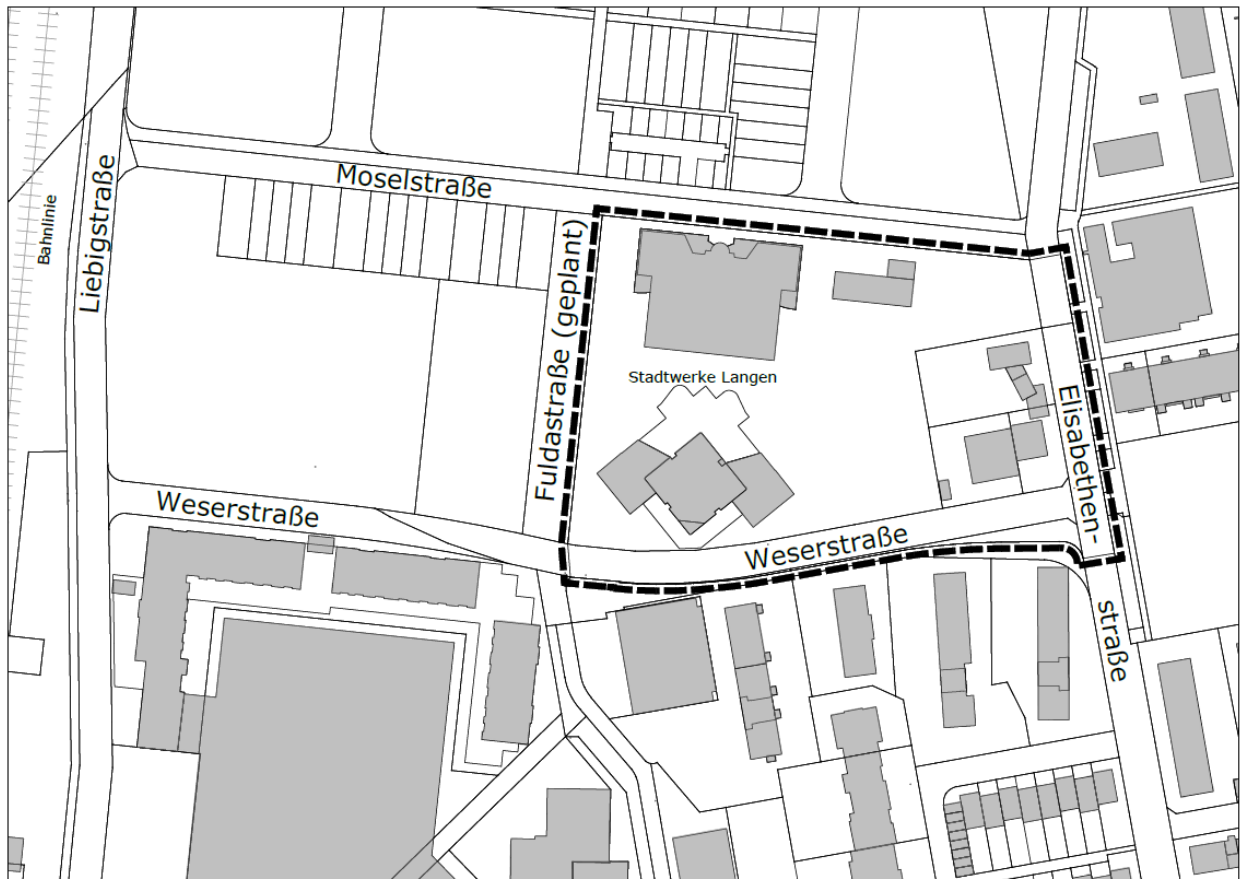 Moselstraße
Liebigstraße
Bahnlinie
Fuldastraße (geplant)
Stadtwerke Langen
Elisabethen-
straße
Weserstraße
Weserstraße